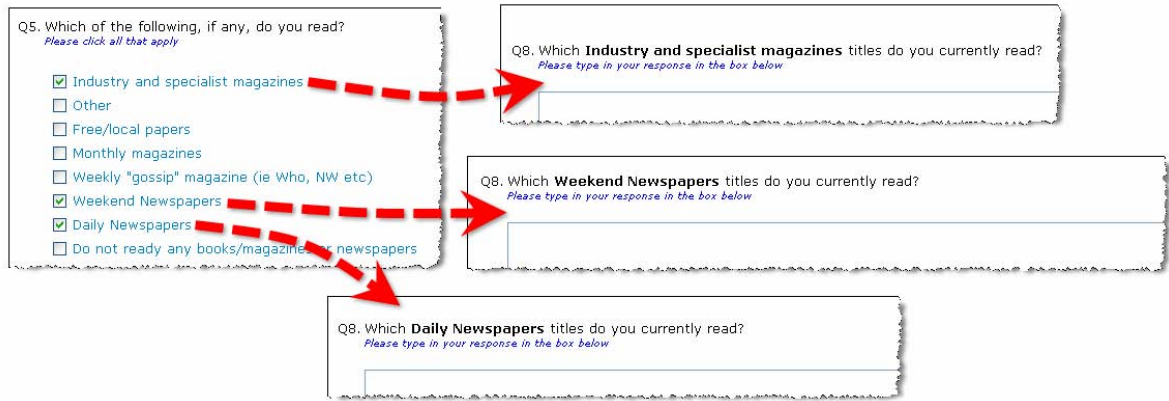 Q5. Which of the following, if any, do you read?
Please click all that apply
Industry and specialist magazines
Other
Free/local papers
Monthly magazines
Weekly "gossip" magazine (ie Who, NW etc)
Weekend Newspapers
Daily Newspapers
Do not ready any books/magazines or newspapers
Q8. Which Industry and specialist magazines titles do you currently read?
Please type in your response in the box below
Q8. Which Weekend Newspapers titles do you currently read?
Please type in your response in the box below
Q8. Which Daily Newspapers titles do you currently read?
Please type in your response in the box below